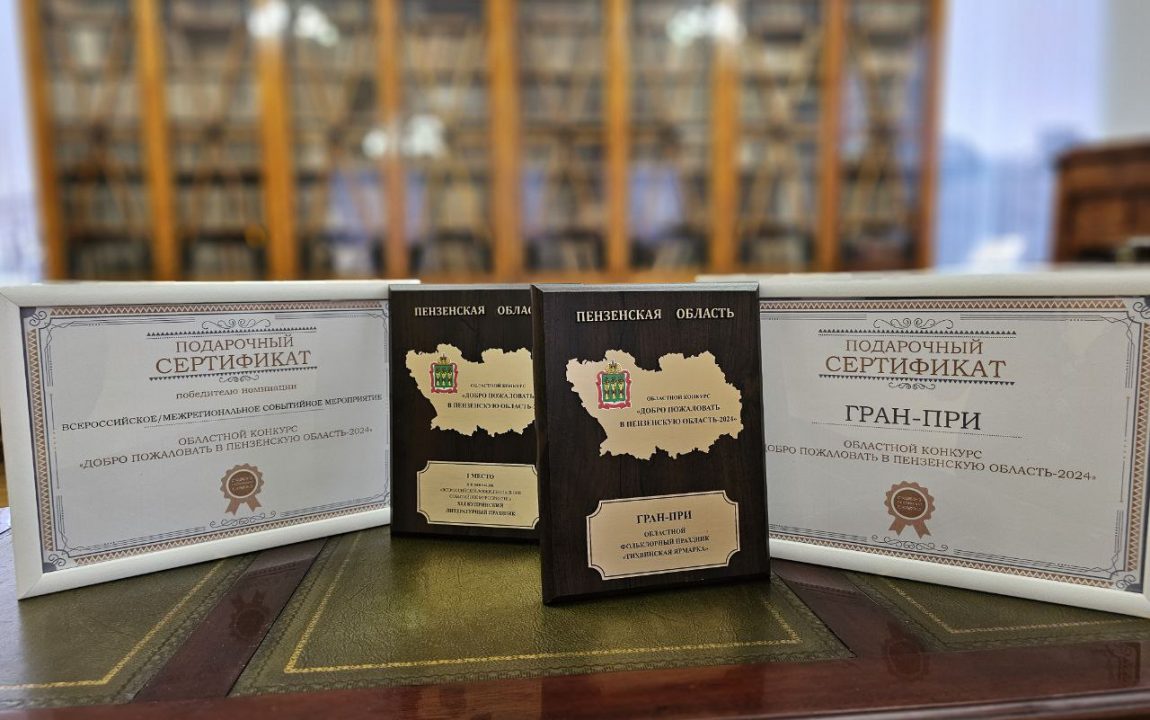 ПОДАРОЧНЫЙ
СЕРТИФИКАТ
победителю номинации
ВСЕРОССИЙСКОЕ/МЕЖРЕГИОНАЛЬНОЕ СОБЫТИЙНОЕ МЕРОПРИЯТИЕ
ОБЛАСТНОЙ КОНКУРС
«ДОБРО ПОЖАЛОВАТЬ В ПЕНЗЕНСКУЮ ОБЛАСТЬ-2024»
ПЕНЗЕНСКАЯ ОБЛАС
ОБЛАСТНОЙ КОНКУРС
«ДОБРО ПОЖАЛОВАТЬ
В ПЕНЗЕНСКУЮ ОБЛАСТЬ-
I МЕСТО
ЛИТЕРАТУРНЫЙ ПРАЗДНИК
ПЕНЗЕНСКАЯ ОБЛАСТЬ
ОБЛАСТНОЙ КОНКУРС
«ДОБРО ПОЖАЛОВАТЬ
В ПЕНЗЕНСКУЮ ОБЛАСТЬ-2024»
ГРАН-ПРИ
ОБЛАСТНОЙ
ФОЛЬКЛОРНЫЙ ПРАЗДНИК
«ТИХВИНСКАЯ ЯРМАРКА»
ПОДАРОЧНЫЙ
СЕРТИФИКАТ
ГРАН-ПРИ
ОБЛАСТНОЙ КОНКУРС
ДОБРО ПОЖАЛОВАТЬ В ПЕНЗЕНСКУЮ ОБЛАСТЬ-2024»